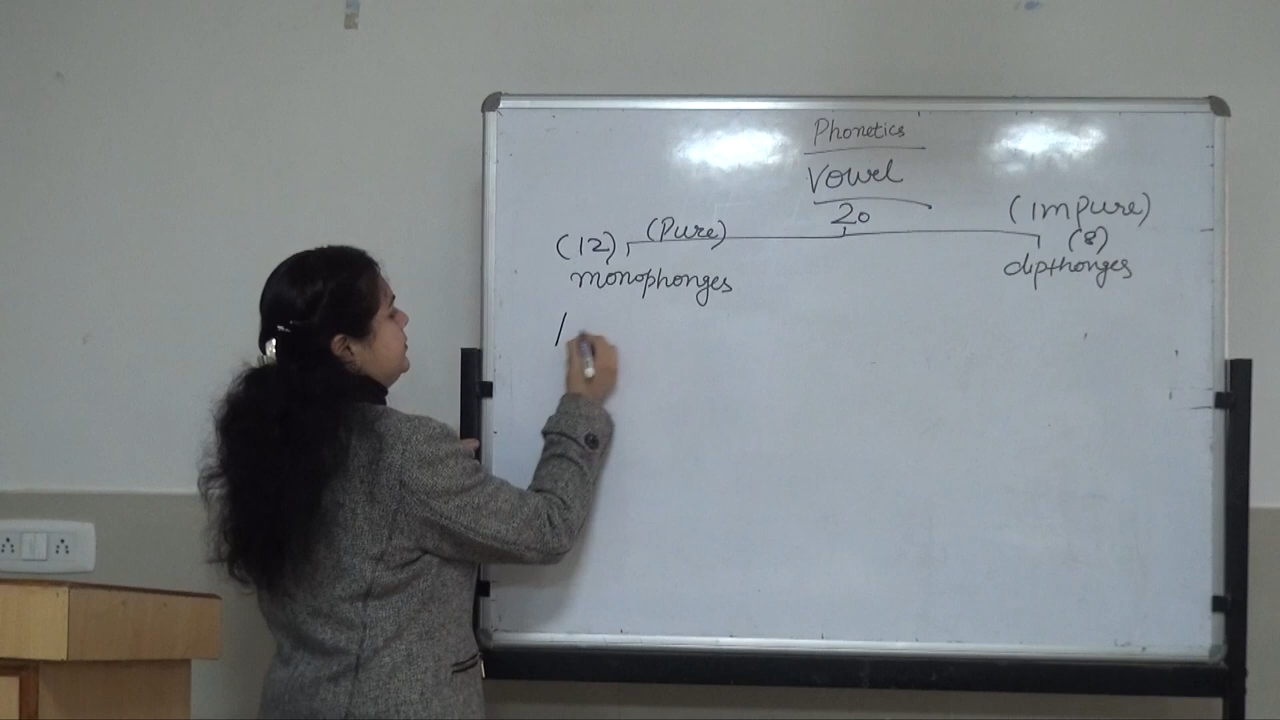 Phonetics
Vowel
20
(12) (Pure)
monophonges
(Impure)
(8)
dipthonges
/